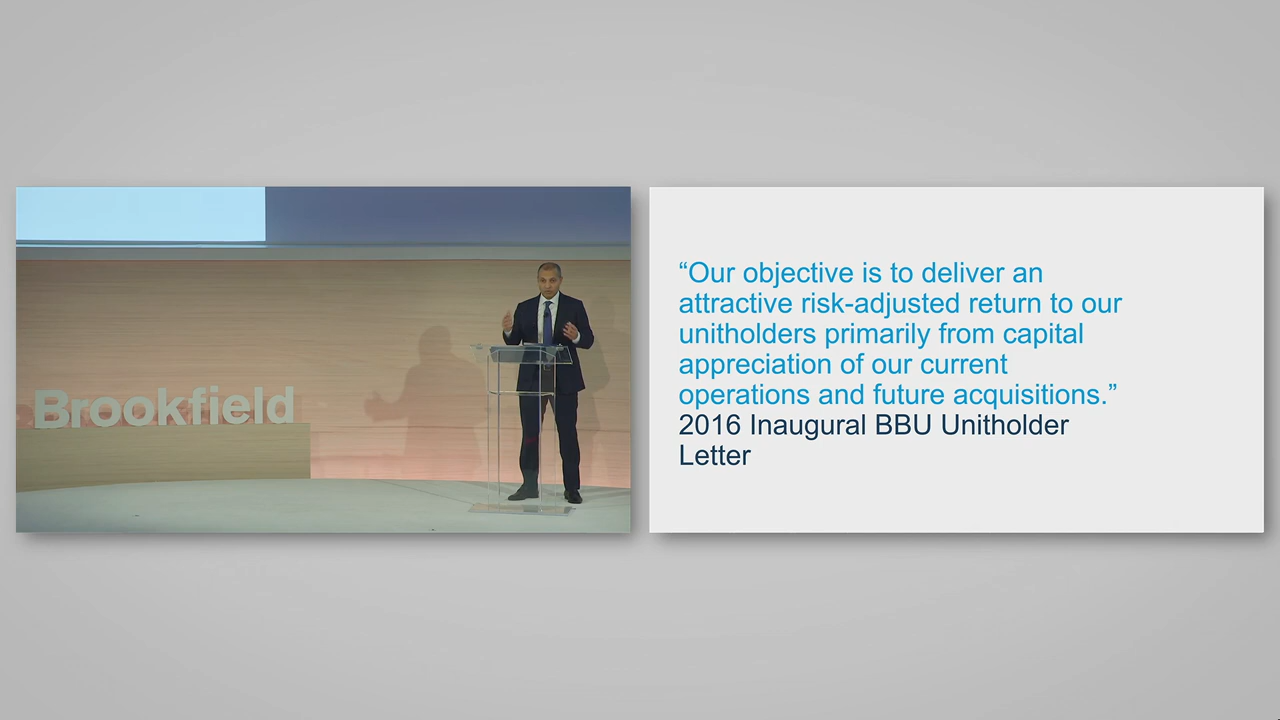 Brookfield
“Our objective is to deliver an
attractive risk-adjusted return to our
unitholders primarily from capital
appreciation of our current
operations and future acquisitions.”
2016 Inaugural BBU Unitholder
Letter